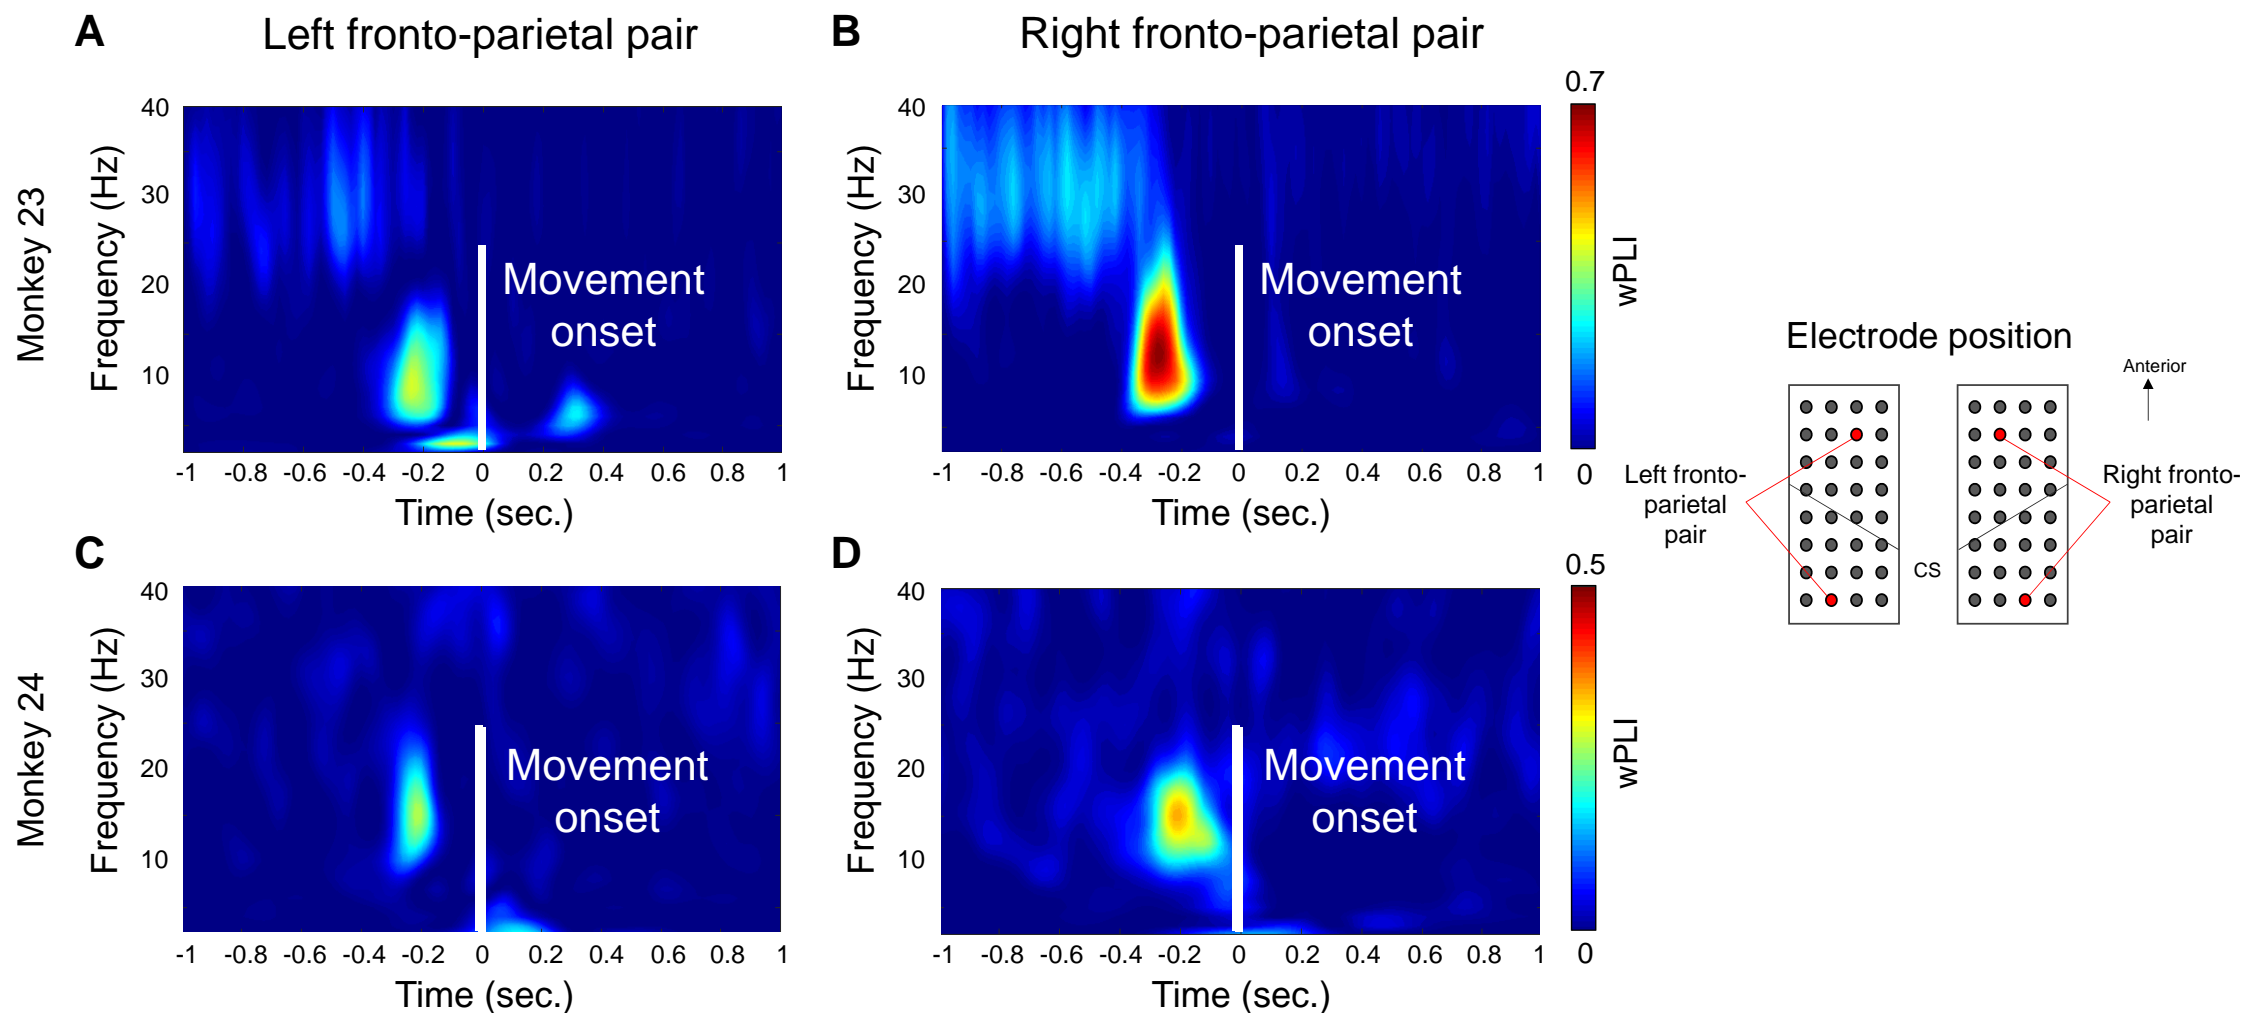 A
Left fronto-parietal pair
B
Right fronto-parietal pair
Monkey 23
Frequency (Hz)
40
30
20
10
Movement
onset
-1 -0.8 -0.6 -0.4 -0.2 0 0.2 0.4 0.6 0.8 1
Time (sec.)
Frequency (Hz)
40
30
20
10
Movement
onset
-1 -0.8 -0.6 -0.4 -0.2 0 0.2 0.4 0.6 0.8 1
Time (sec.)
0.7
wPLI
0
C
D
Monkey 24
Frequency (Hz)
40
30
20
10
Movement
onset
-1 -0.8 -0.6 -0.4 -0.2 0 0.2 0.4 0.6 0.8 1
Time (sec.)
Frequency (Hz)
40
30
20
10
Movement
onset
-1 -0.8 -0.6 -0.4 -0.2 0 0.2 0.4 0.6 0.8 1
Time (sec.)
0.5
wPLI
0
Electrode position
Anterior
Left fronto-
parietal
pair
CS
Right fronto-
parietal
pair